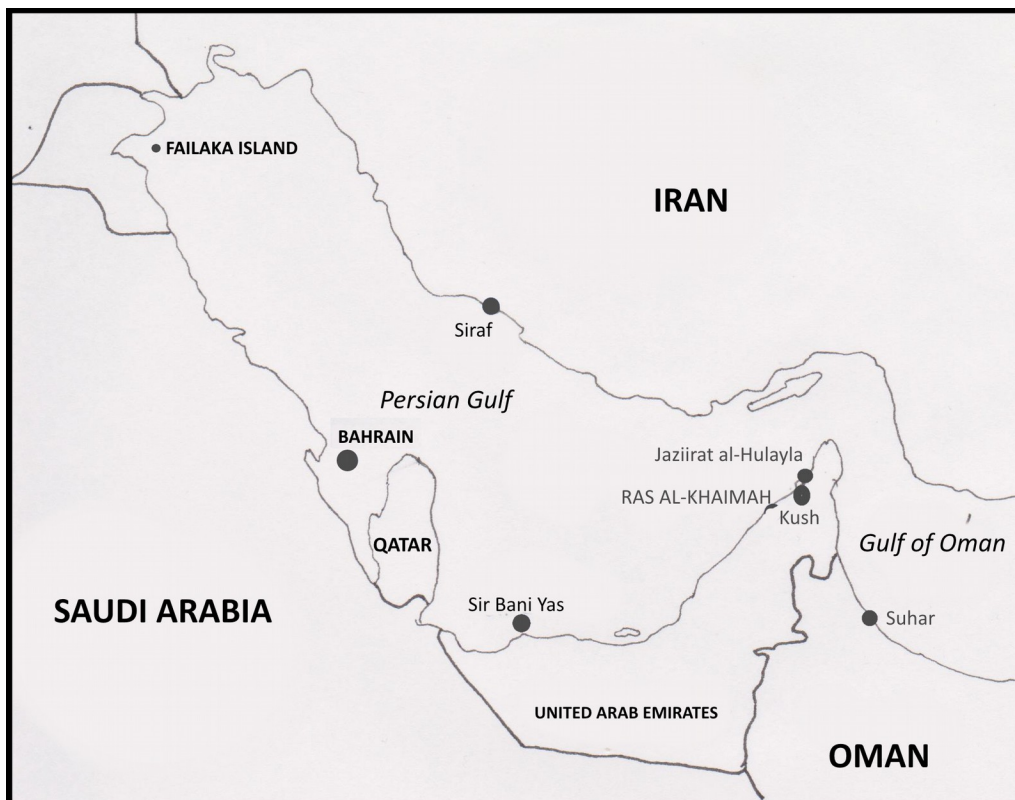 FAILAKA ISLAND
IRAN
Siraf
Persian Gulf
BAHRAIN
Jaziirat al-Hulayla
RAS AL-KHAIMAH
Kush
QATAR
Gulf of Oman
SAUDI ARABIA
Sir Bani Yas
Suhar
UNITED ARAB EMIRATES
OMAN